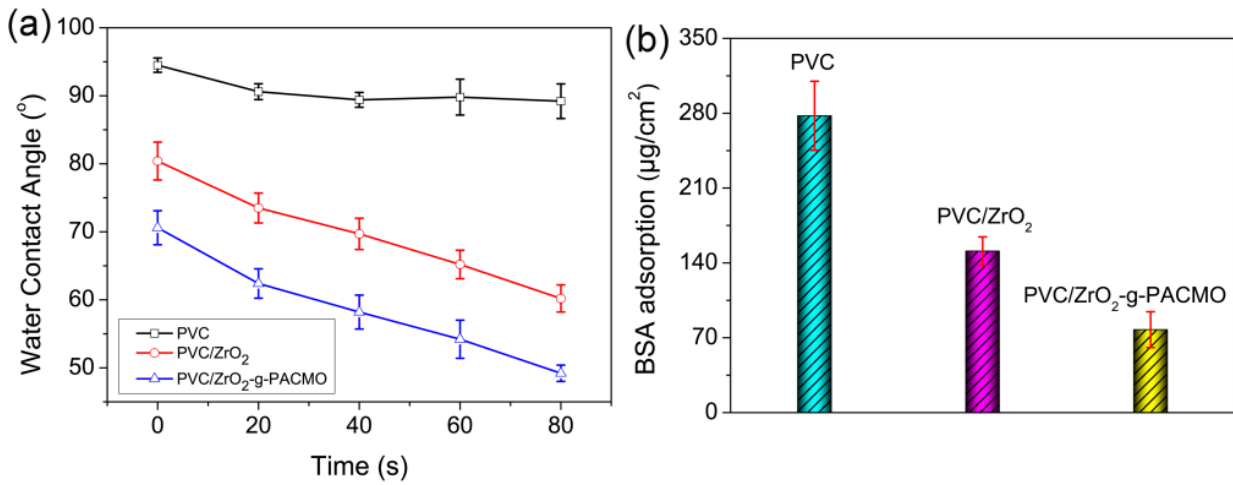 (a)
100
90
80
70
60
50
Water Contact Angle (°)
PVC
PVC/ZrO₂
PVC/ZrO₂-g-PACMO
0 20 40 60 80
Time (s)
(b)
350
280
210
140
70
0
BSA adsorption (μg/cm²)
PVC
PVC/ZrO₂
PVC/ZrO₂-g-PACMO